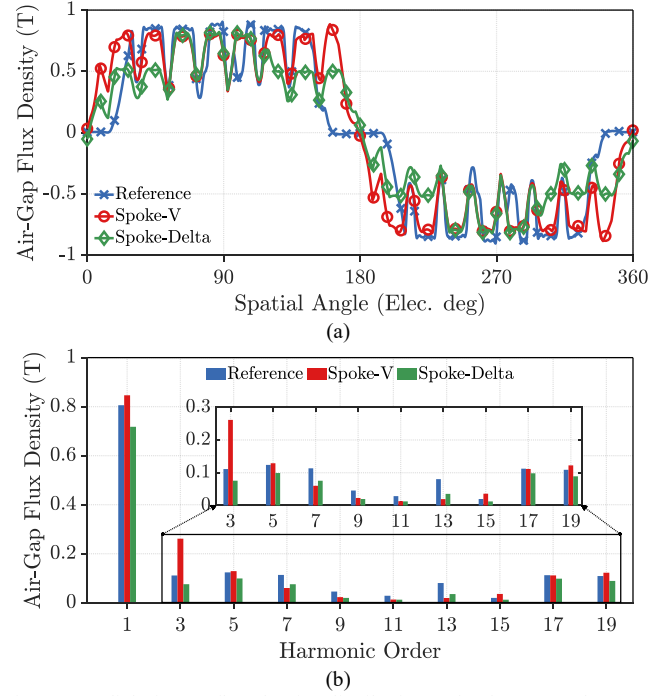 Air-Gap Flux Density (T)
1
0.5
0
-0.5
-1
Reference
Spoke-V
Spoke-Delta
0 90 180 270 360
Spatial Angle (Elec. deg)
(a)
Air-Gap Flux Density (T)
1
0.8
0.6
0.4
0.2
0
Reference Spoke-V Spoke-Delta
0.3
0.2
0.1
0
3 5 7 9 11 13 15 17 19
1 3 5 7 9 11 13 15 17 19
Harmonic Order
(b)